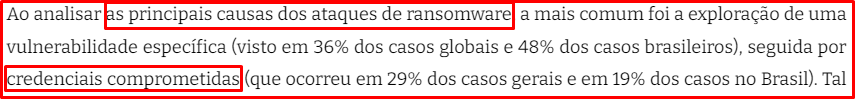 Ao analisar as principais causas dos ataques de ransomware a mais comum foi a exploração de uma
vulnerabilidade específica (visto em 36% dos casos globais e 48% dos casos brasileiros), seguida por
credenciais comprometidas (que ocorreu em 29% dos casos gerais e em 19% dos casos no Brasil). Tal